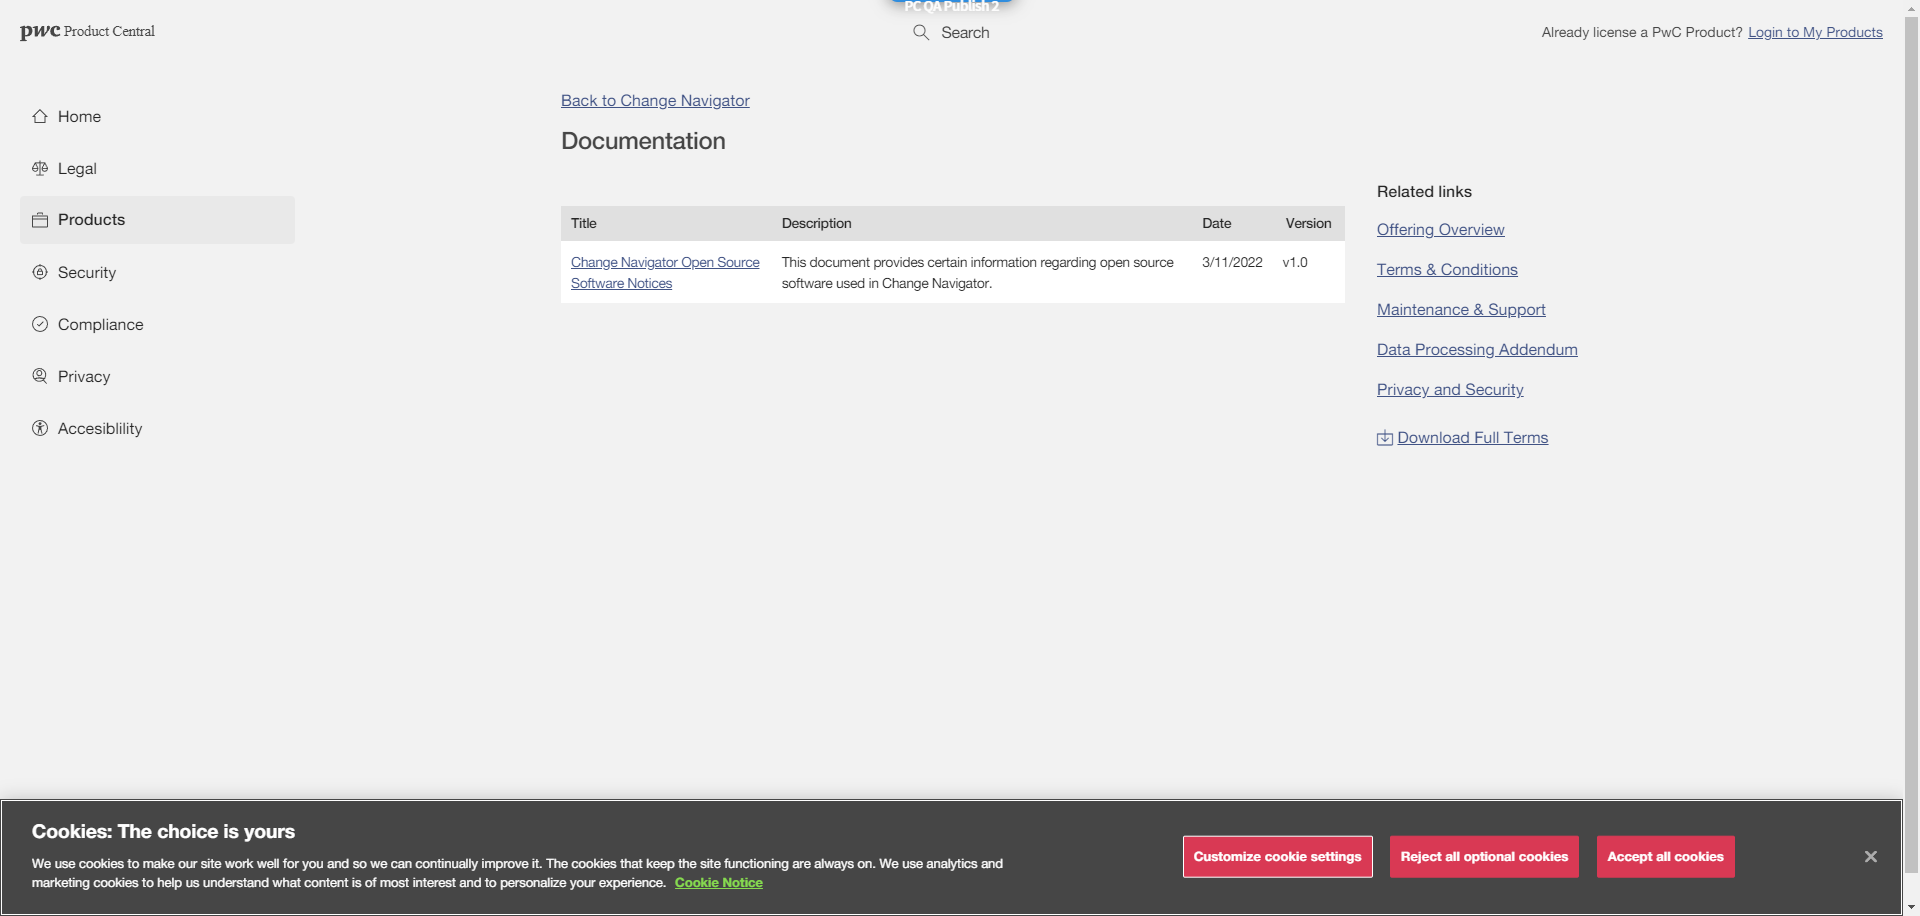 PC QA Publish 2
pwc Product Central
Search
Already license a PwC Product? Login to My Products
Home
Legal
Products
Security
Compliance
Privacy
Accesiblility
Back to Change Navigator
Documentation
Title Description Date Version
Change Navigator Open Source This document provides certain information regarding open source 3/11/2022 v1.0
Software Notices software used in Change Navigator.
Related links
Offering Overview
Terms & Conditions
Maintenance & Support
Data Processing Addendum
Privacy and Security
Download Full Terms
Cookies: The choice is yours
We use cookies to make our site work well for you and so we can continually improve it. The cookies that keep the site functioning are always on. We use analytics and
marketing cookies to help us understand what content is of most interest and to personalize your experience. Cookie Notice
Customize cookie settings
Reject all optional cookies
Accept all cookies